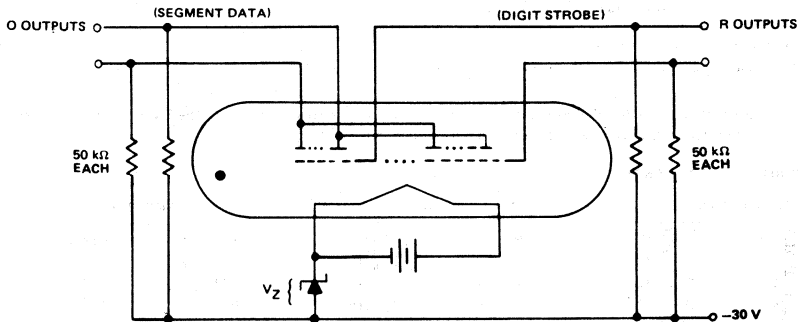 (SEGMENT DATA)
(DIGIT STROBE)
O OUTPUTS
R OUTPUTS
50 kΩ
EACH
50 kΩ
EACH
VZ
−30 V